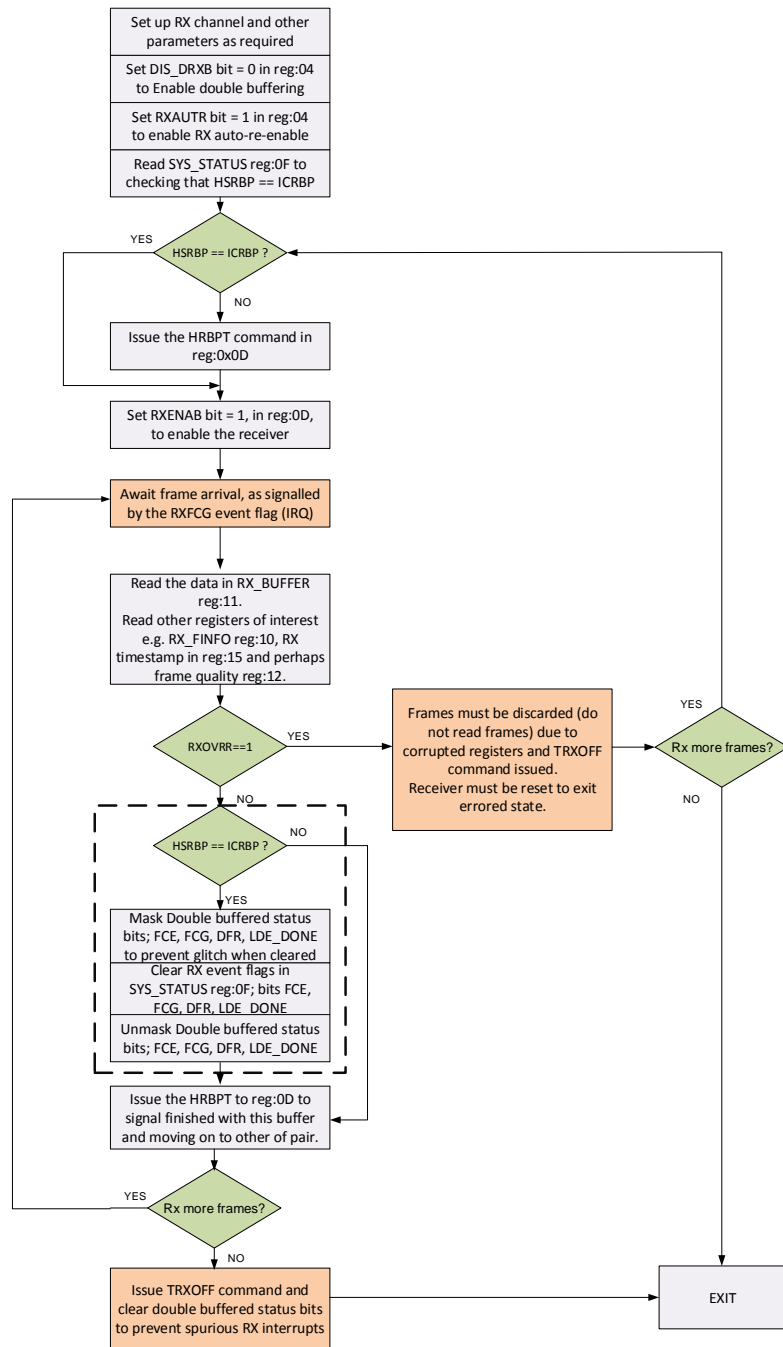 Set up RX channel and other
parameters as required
Set DIS_DRXB bit = 0 in reg:04
to Enable double buffering
Set RXAUTR bit = 1 in reg:04
to enable RX auto-re-enable
Read SYS_STATUS reg:0F to
checking that HSRBP == ICRBP
YES
HSRBP == ICRBP ?
NO
Issue the HRBPT command in
reg:0x0D
Set RXENAB bit = 1, in reg:0D,
to enable the receiver
Await frame arrival, as signalled
by the RXFCG event flag (IRQ)
Read the data in RX_BUFFER
reg:11.
Read other registers of interest
e.g. RX_FINFO reg:10, RX
timestamp in reg:15 and perhaps
frame quality reg:12.
RXOVRR==1
YES
NO
Frames must be discarded (do
not read frames) due to
corrupted registers and TRXOFF
command issued.
Receiver must be reset to exit
errored state.
YES
Rx more frames?
NO
HSRBP == ICRBP ?
NO
YES
Mask Double buffered status
bits; FCE, FCG, DFR, LDE_DONE
to prevent glitch when cleared
Clear RX event flags in
SYS_STATUS reg:0F; bits FCE,
FCG, DFR, LDE_DONE
Unmask Double buffered status
bits; FCE, FCG, DFR, LDE_DONE
Issue the HRBPT to reg:0D to
signal finished with this buffer
and moving on to other of pair.
YES
Rx more frames?
NO
Issue TRXOFF command and
clear double buffered status bits
to prevent spurious RX interrupts
EXIT